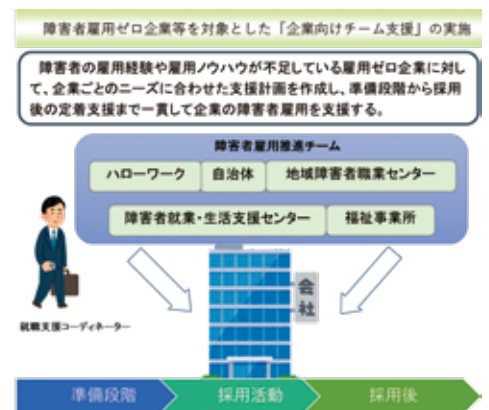 障害者雇用ゼロ企業等を対象とした「企業向けチーム支援」の実施
障害者の雇用経験や雇用ノウハウが不足している雇用ゼロ企業に対し
て、企業ごとのニーズに合わせた支援計画を作成し、準備段階から採用
後の定着支援まで一貫して企業の障害者雇用を支援する。
障害者雇用推進チーム
ハローワーク 自治体 地域障害者職業センター
障害者就業・生活支援センター 福祉事業所
会社
就職支援コーディネーター
準備段階 採用活動 採用後